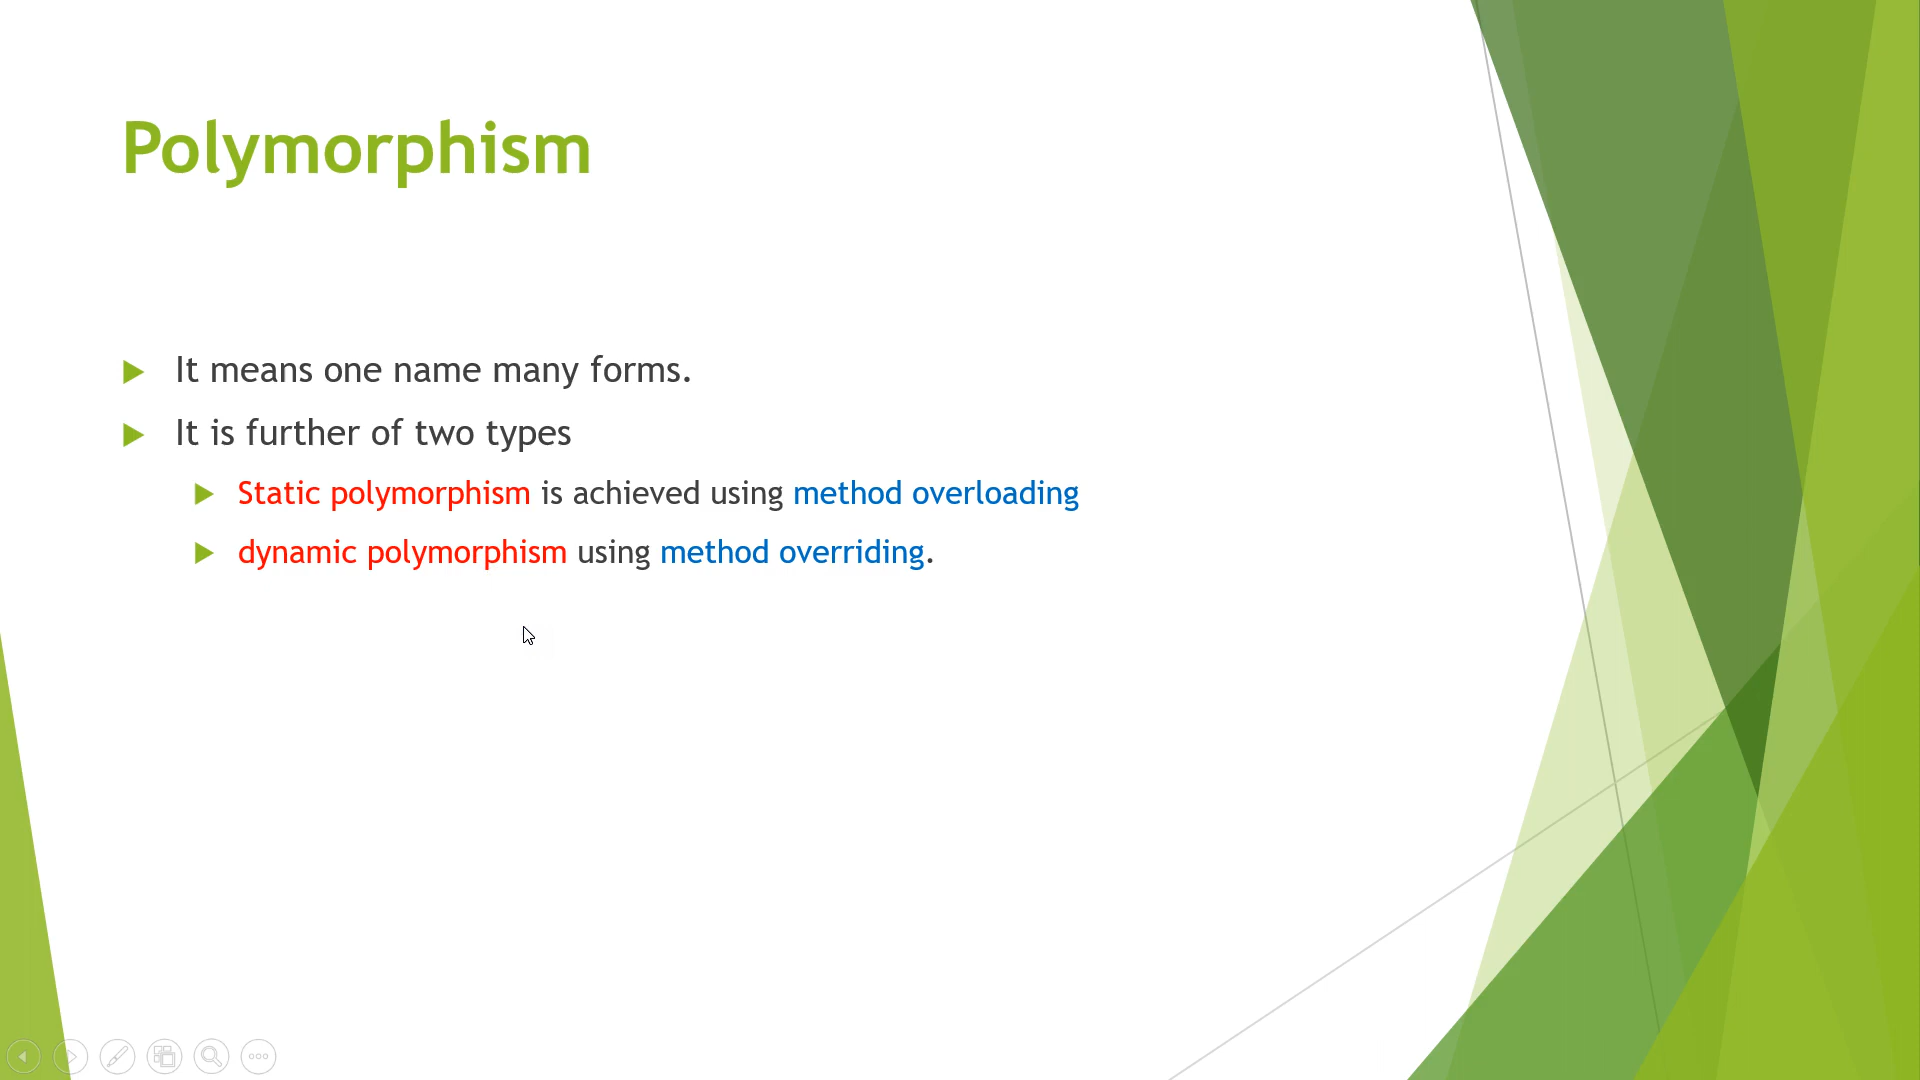 Polymorphism
It means one name many forms.
It is further of two types
Static polymorphism is achieved using method overloading
dynamic polymorphism using method overriding.